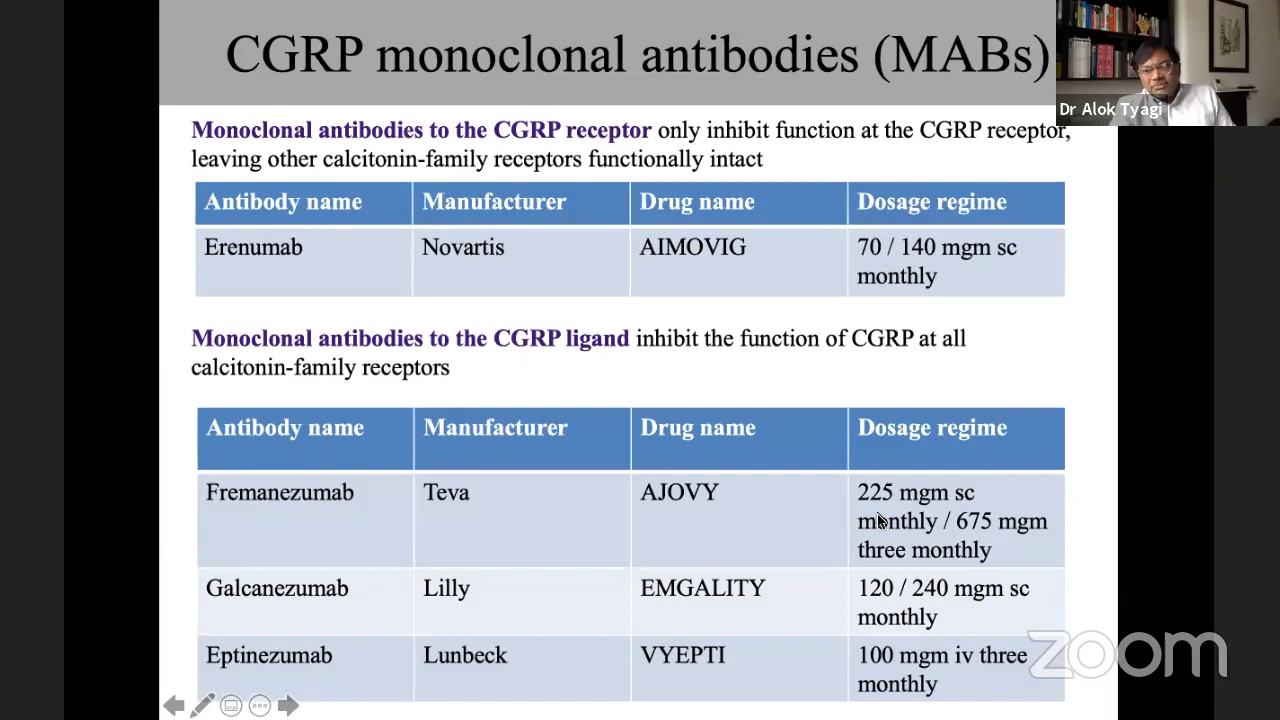 CGRP monoclonal antibodies (MABs)
Dr Alok Tyagi
Monoclonal antibodies to the CGRP receptor only inhibit function at the CGRP receptor,
leaving other calcitonin-family receptors functionally intact
Antibody name Manufacturer Drug name Dosage regime
Erenumab Novartis AIMOVIG 70 / 140 mgm sc
monthly
Monoclonal antibodies to the CGRP ligand inhibit the function of CGRP at all
calcitonin-family receptors
Antibody name Manufacturer Drug name Dosage regime
Fremanezumab Teva AJOVY 225 mgm sc
monthly / 675 mgm
three monthly
Galcanezumab Lilly EMGALITY 120 / 240 mgm sc
monthly
Eptinezumab Lunbeck VYEPTI 100 mgm iv three
monthly
zoom